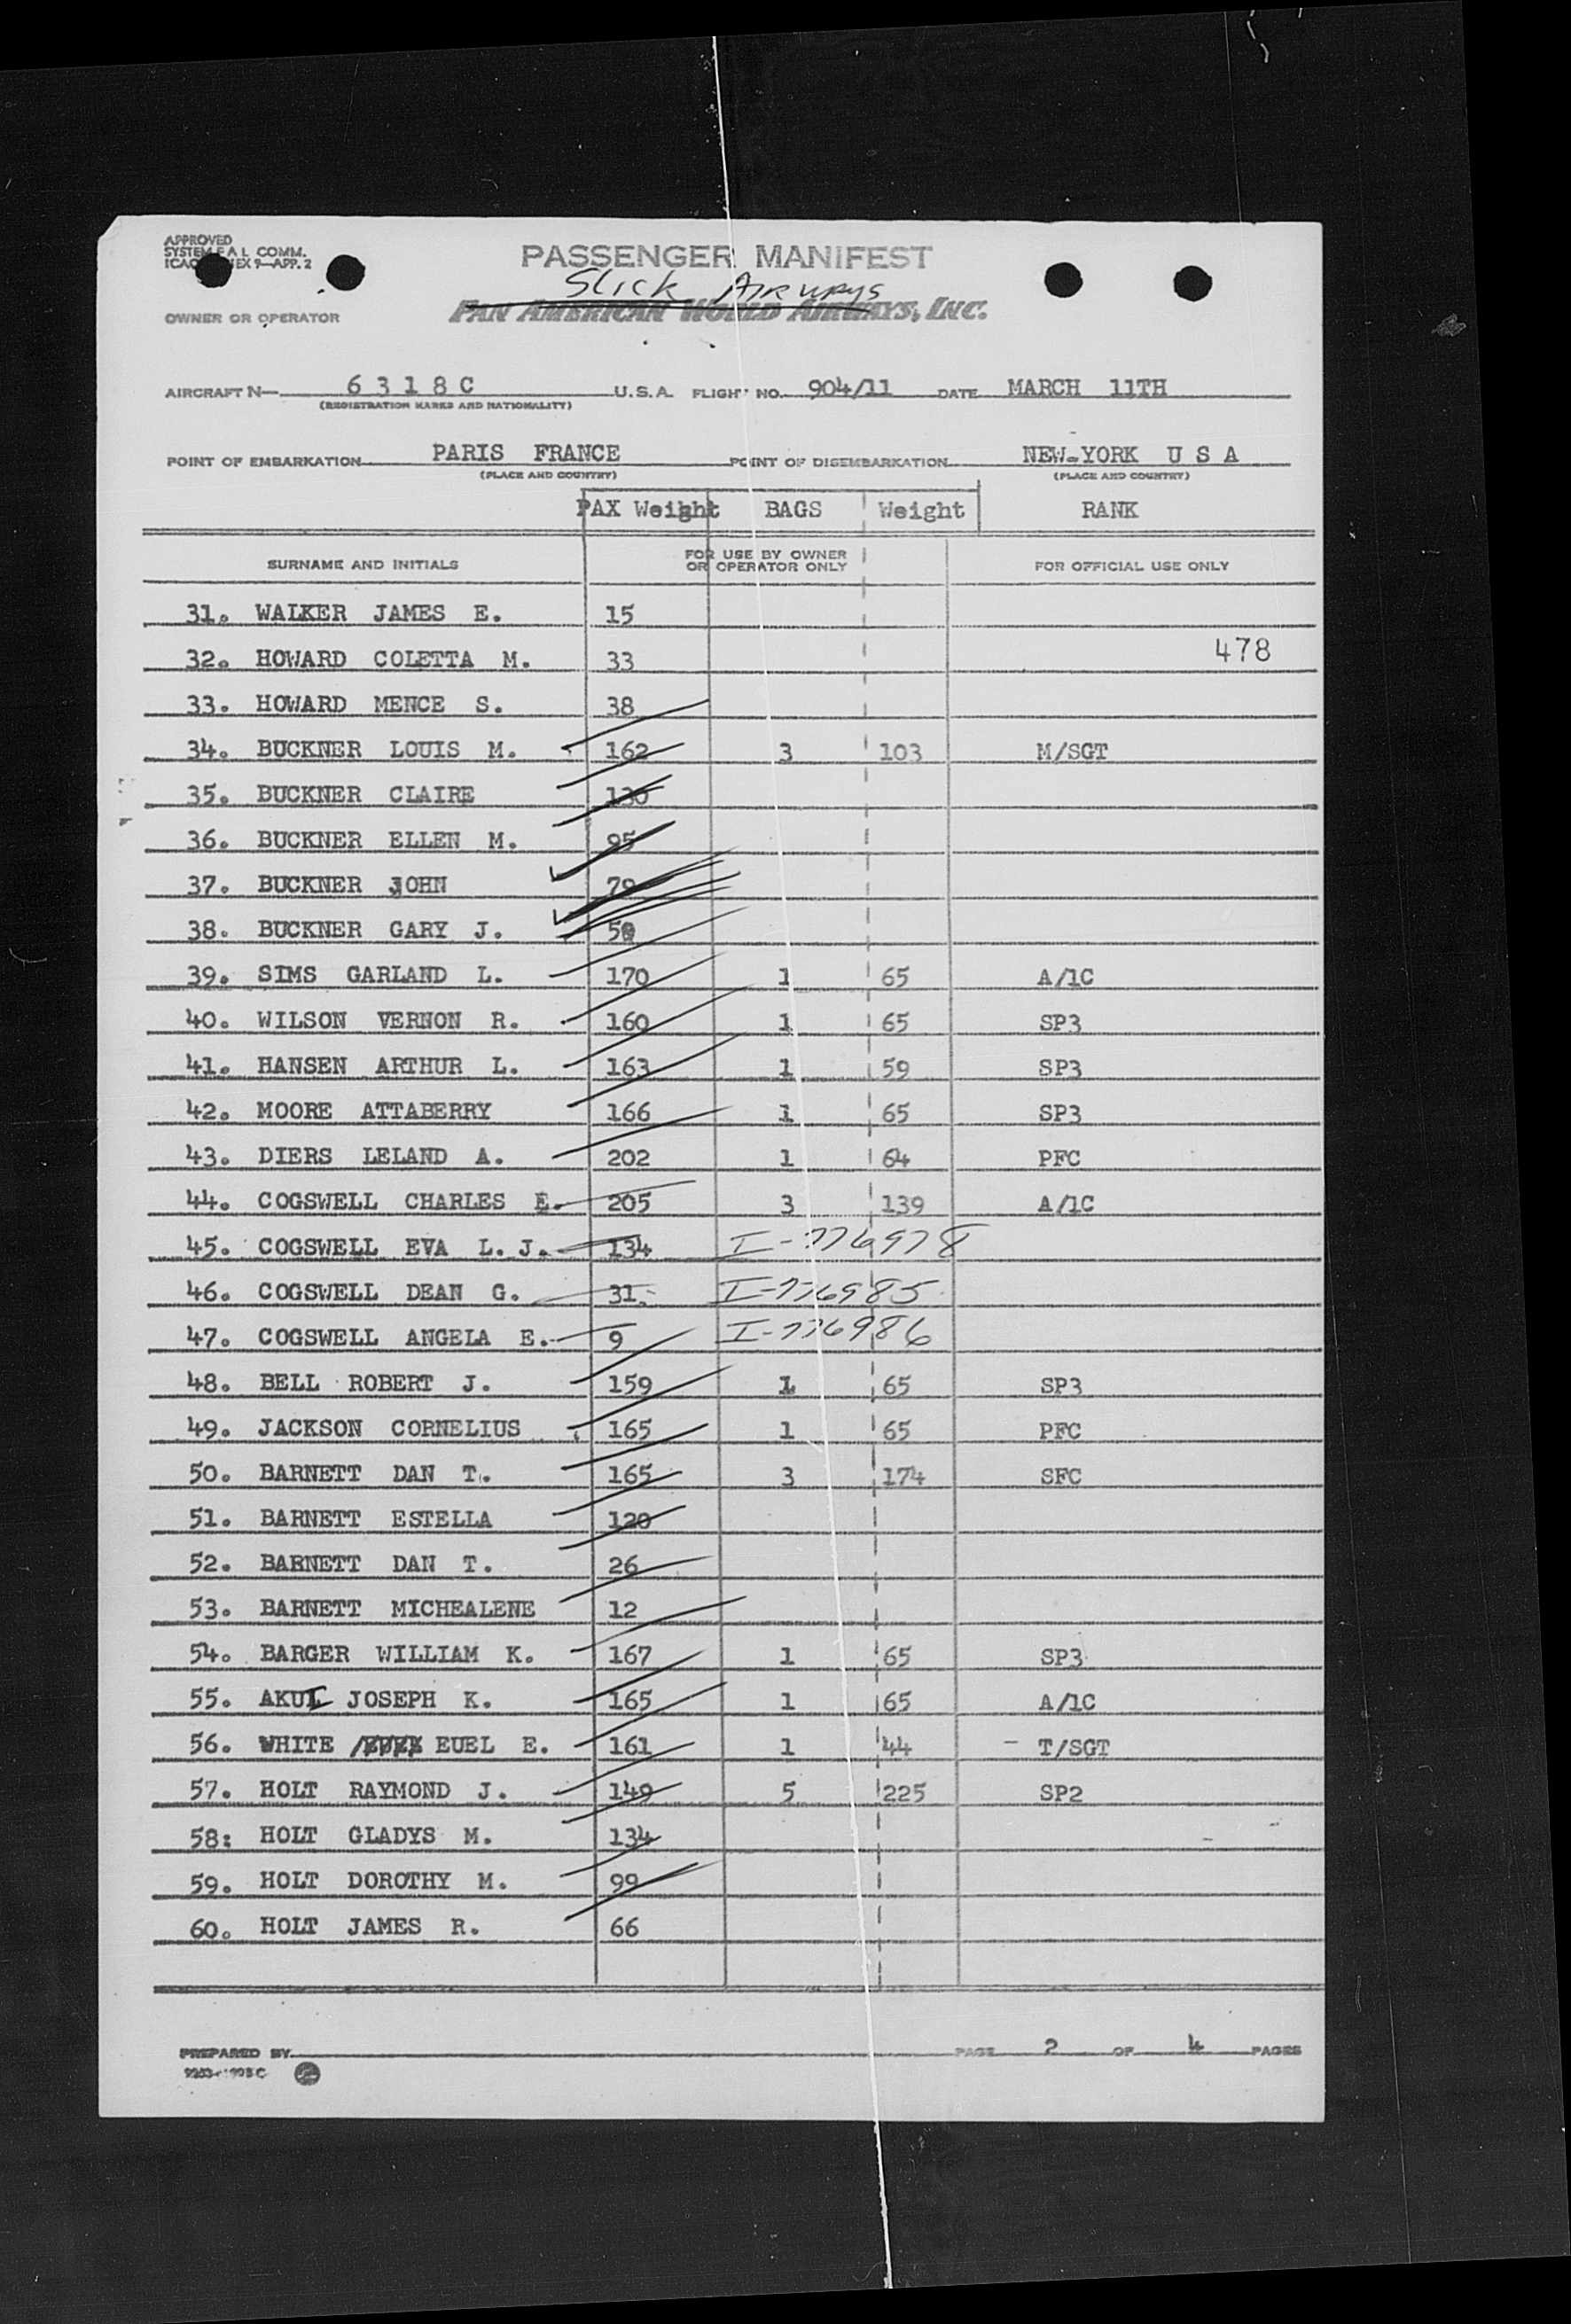 APPROVED
SYSTEM F A L COMM.
PASSENGER MANIFEST
Slick Airways
OWNER OR OPERATOR PAN AMERICAN WORLD AIRWAYS, INC.
AIRCRAFT N— 6 3 1 8 C U.S.A. FLIGHT NO. 904/11 DATE MARCH 11TH
(REGISTRATION MARKS AND NATIONALITY)
POINT OF EMBARKATION PARIS FRANCE POINT OF DISEMBARKATION NEW-YORK U S A
(PLACE AND COUNTRY) (PLACE AND COUNTRY)
PAX Weight BAGS Weight RANK
SURNAME AND INITIALS FOR USE BY OWNER OR OPERATOR ONLY FOR OFFICIAL USE ONLY
31. WALKER JAMES E. 15
32. HOWARD COLETTA M. 33 478
33. HOWARD MENCE S. 38
34. BUCKNER LOUIS M. 162 3 103 M/SGT
35. BUCKNER CLAIRE 130
36. BUCKNER ELLEN M. 95
37. BUCKNER JOHN 79
38. BUCKNER GARY J.
39. SIMS GARLAND L. 170 1 65 A/1C
40. WILSON VERNON R. 160 1 65 SP3
41. HANSEN ARTHUR L. 163 1 59 SP3
42. MOORE ATTABERRY 166 1 65 SP3
43. DIERS LELAND A. 202 1 64 PFC
44. COGSWELL CHARLES E. 205 3 139 A/1C
45. COGSWELL EVA L. J. 134 I-776978
46. COGSWELL DEAN G. 31 I-776985
47. COGSWELL ANGELA E. 9 I-776986
48. BELL ROBERT J. 159 1 65 SP3
49. JACKSON CORNELIUS 165 1 65 PFC
50. BARNETT DAN T. 165 3 174 SFC
51. BARNETT ESTELLA 120
52. BARNETT DAN T. 26
53. BARNETT MICHEALENE 12
54. BARGER WILLIAM K. 167 1 65 SP3
55. AKUL JOSEPH K. 165 1 65 A/1C
56. WHITE EUEL E. 161 1 44 T/SGT
57. HOLT RAYMOND J. 149 5 225 SP2
58: HOLT GLADYS M. 134
59. HOLT DOROTHY M. 99
60. HOLT JAMES R. 66
PREPARED BY PAGE 2 OF 4 PAGES